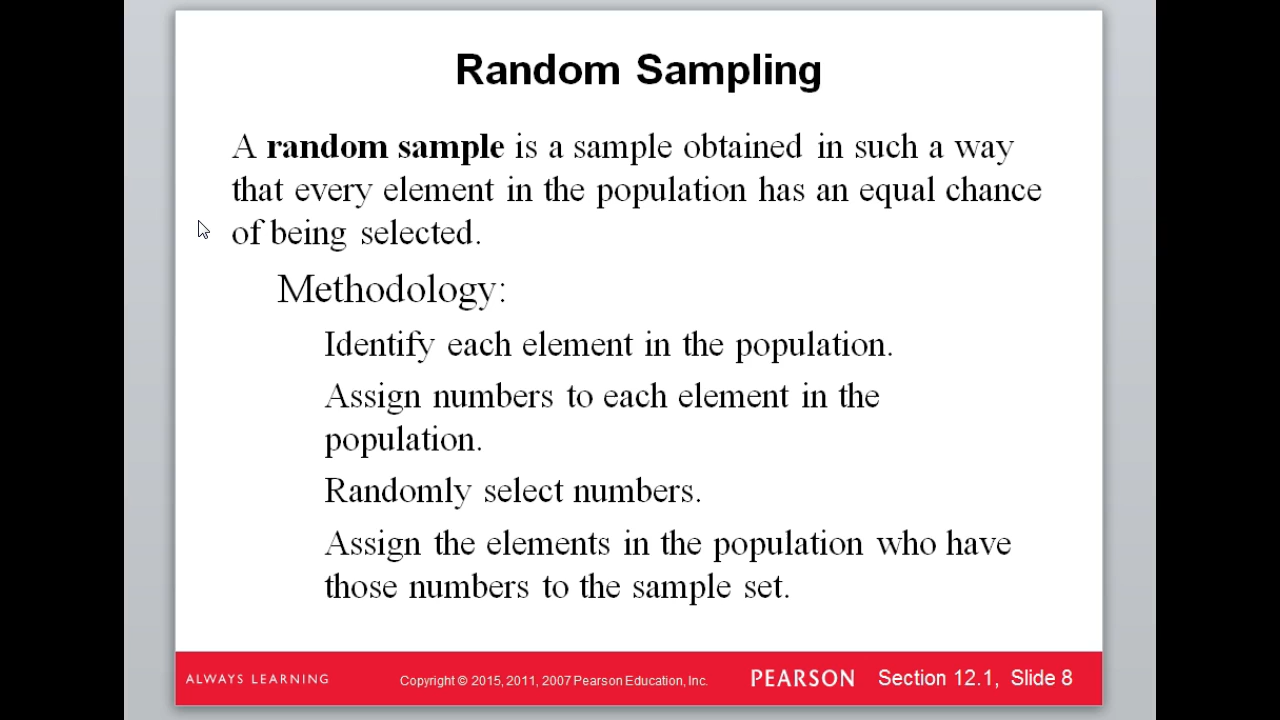 Random Sampling
A random sample is a sample obtained in such a way
that every element in the population has an equal chance
of being selected.
Methodology:
Identify each element in the population.
Assign numbers to each element in the
population.
Randomly select numbers.
Assign the elements in the population who have
those numbers to the sample set.
ALWAYS LEARNING Copyright © 2015, 2011, 2007 Pearson Education, Inc. PEARSON Section 12.1, Slide 8